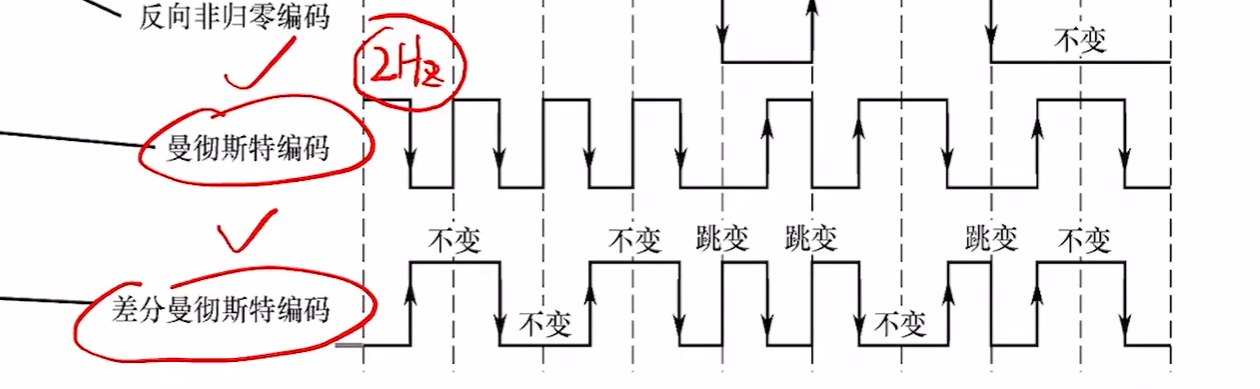 反向非归零编码
不变
2Hz
曼彻斯特编码
不变 不变 跳变 跳变 跳变 不变
差分曼彻斯特编码
不变 不变